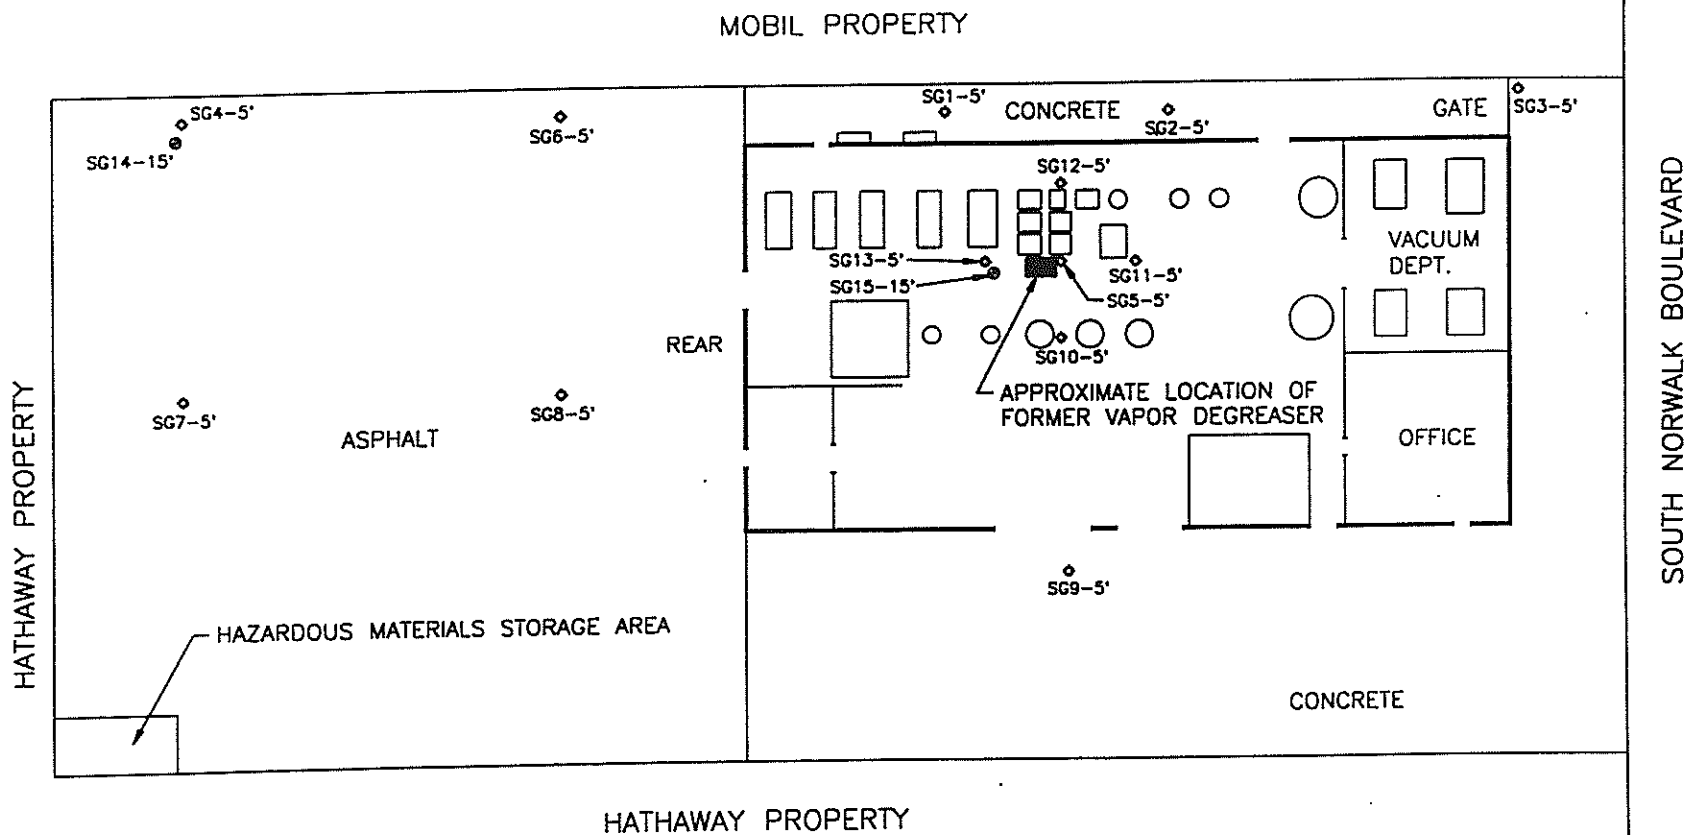 MOBIL PROPERTY
SG4-5'
SG14-15'
SG6-5'
SG1-5'
CONCRETE
SG2-5'
GATE
SG3-5'
SG12-5'
VACUUM
DEPT.
SG13-5'
SG15-15'
SG11-5'
SG5-5'
REAR
SG10-5'
APPROXIMATE LOCATION OF
FORMER VAPOR DEGREASER
SG7-5'
SG8-5'
ASPHALT
OFFICE
SG9-5'
HAZARDOUS MATERIALS STORAGE AREA
CONCRETE
HATHAWAY PROPERTY
HATHAWAY PROPERTY
SOUTH NORWALK BOULEVARD